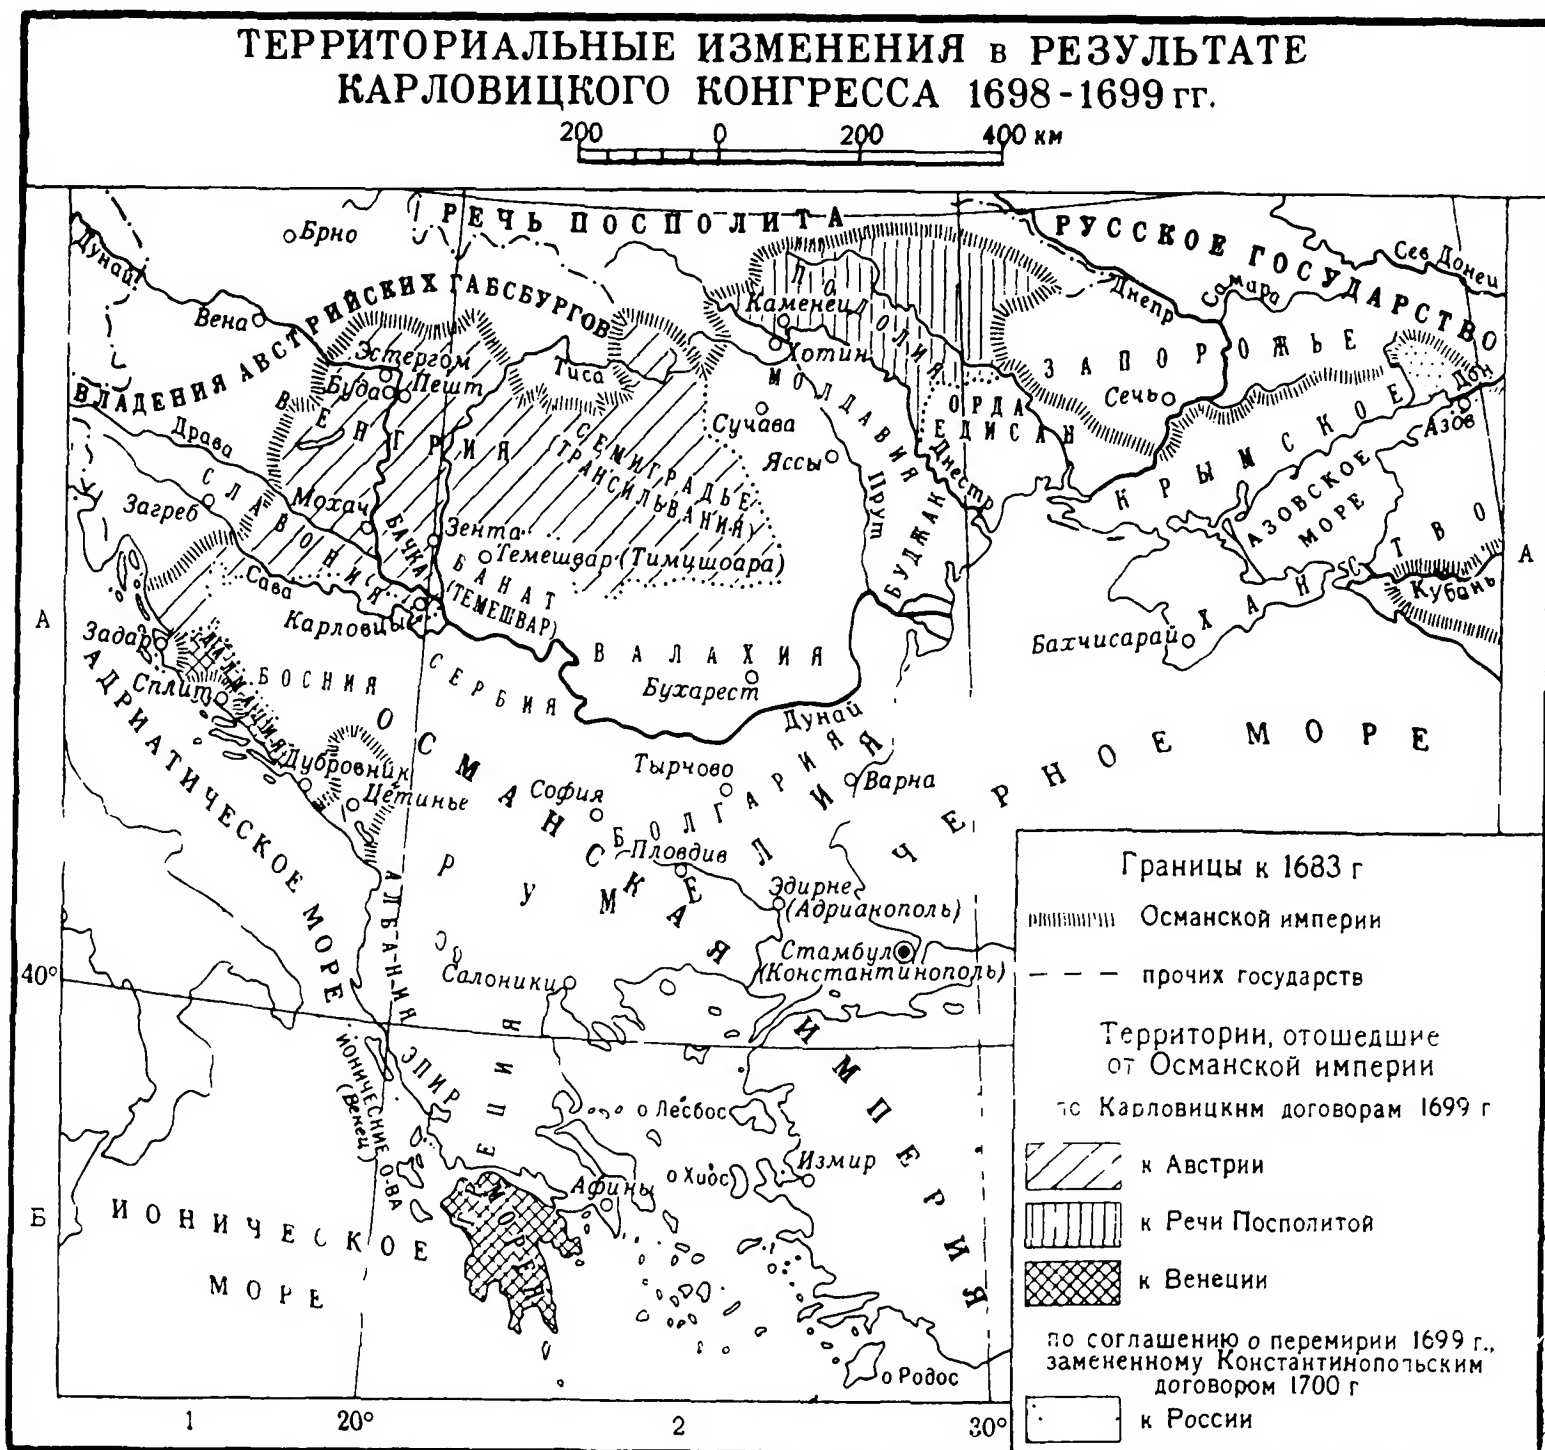 ТЕРРИТОРИАЛЬНЫЕ ИЗМЕНЕНИЯ в РЕЗУЛЬТАТЕ
КАРЛОВИЦКОГО КОНГРЕССА 1698-1699 гг.
200 0 200 400 км
РЕЧЬ ПОСПОЛИТА
РУССКОЕ ГОСУДАРСТВО
Брно
Дунай
Сев Донец
Днепр
Самара
ВЛАДЕНИЯ АВСТРИЙСКИХ ГАБСБУРГОВ
Вена
ПОДОЛИЯ
Каменец
Хотин
ЗАПОРОЖЬЕ
Сечь
Дон
Азов
Эстергом
Буда
Пешт
Тиса
ВЕНГРИЯ
Драва
СЕМИГРАДЬЕ
(ТРАНСИЛЬВАНИЯ)
МОЛДАВИЯ
Сучава
Яссы
Прут
ОРДА
ЕДИСАН
Днестр
БУДЖАК
КРЫМСКОЕ
ХАНСТВО
АЗОВСКОЕ
МОРЕ
Кубань
Бахчисарай
СЛАВОНИЯ
Загреб
Мохач
БАЧКА
Зента
Темешвар (Тимишоара)
БАНАТ
(ТЕМЕШВАР)
Сава
Карловцы
А
А
Задар
Сплит
ДАЛМАЦИЯ
БОСНИЯ
СЕРБИЯ
ВАЛАХИЯ
Бухарест
Дунай
АДРИАТИЧЕСКОЕ МОРЕ
Дубровник
Цетинье
ОСМАНСКАЯ ИМПЕРИЯ
РУМЕЛИЯ
София
Тырново
Варна
БОЛГАРИЯ
Пловдив
ЧЕРНОЕ МОРЕ
Эдирне
(Адрианополь)
Стамбул
(Константинополь)
АЛБАНИЯ
Салоники
40°
ЭПИР
ГРЕЦИЯ
ИОНИЧЕСКИЕ О-ВА
(Венец)
о Лесбос
о Хиос
Измир
Афины
МОРЕЯ
Б
ИОНИЧЕСКОЕ
МОРЕ
о Родос
1 20° 2 30°
Границы к 1683 г
Османской империи
прочих государств
Территории, отошедшие
от Османской империи
по Карловицким договорам 1699 г
к Австрии
к Речи Посполитой
к Венеции
по соглашению о перемирии 1699 г.,
замененному Константинопольским
договором 1700 г
к России